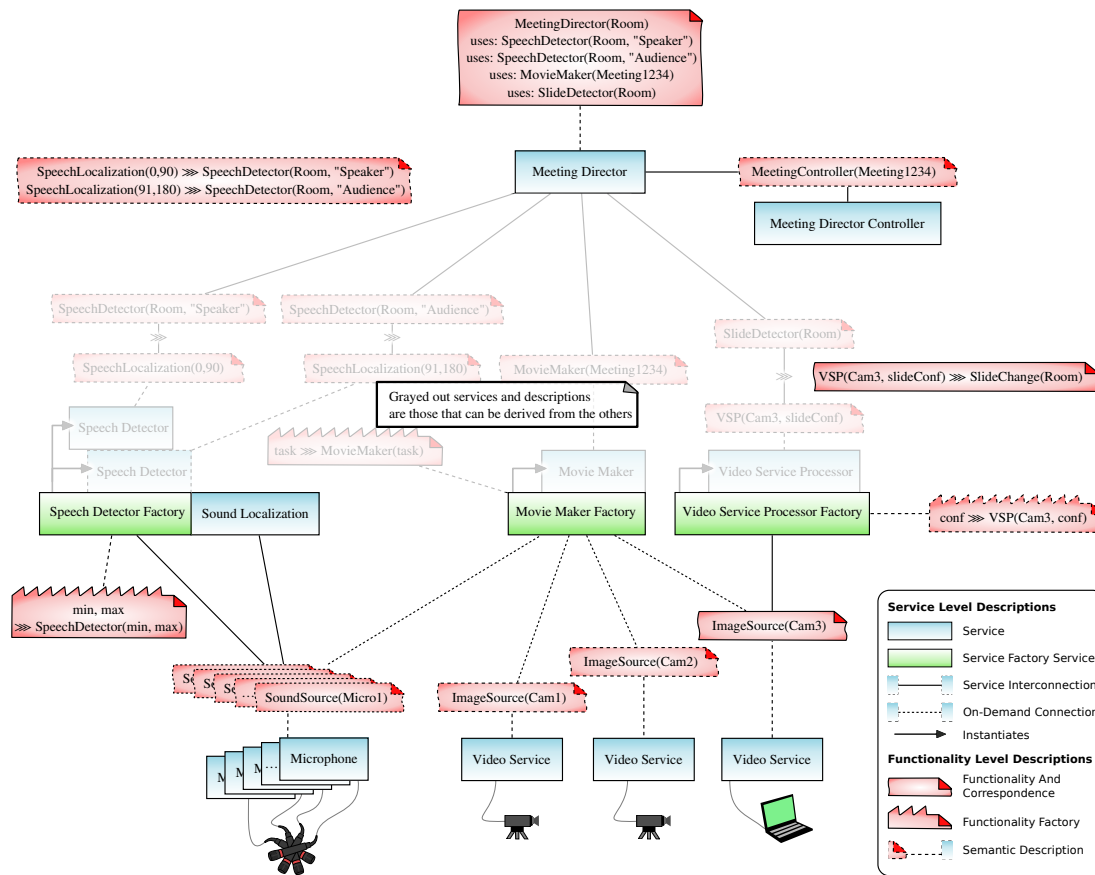 MeetingDirector(Room)
uses: SpeechDetector(Room, "Speaker")
uses: SpeechDetector(Room, "Audience")
uses: MovieMaker(Meeting1234)
uses: SlideDetector(Room)
SpeechLocalization(0,90) ⋙ SpeechDetector(Room, "Speaker")
SpeechLocalization(91,180) ⋙ SpeechDetector(Room, "Audience")
Meeting Director
MeetingController(Meeting1234)
Meeting Director Controller
SpeechDetector(Room, "Speaker")
⋙
SpeechLocalization(0,90)
SpeechDetector(Room, "Audience")
⋙
SpeechLocalization(91,180)
MovieMaker(Meeting1234)
SlideDetector(Room)
⋙
VSP(Cam3, slideConf)
VSP(Cam3, slideConf) ⋙ SlideChange(Room)
Grayed out services and descriptions
are those that can be derived from the others
Speech Detector
Speech Detector
task ⋙ MovieMaker(task)
Movie Maker
Video Service Processor
Speech Detector Factory
Sound Localization
Movie Maker Factory
Video Service Processor Factory
conf ⋙ VSP(Cam3, conf)
min, max
⋙ SpeechDetector(min, max)
SoundSource(Micro1)
ImageSource(Cam1)
ImageSource(Cam2)
ImageSource(Cam3)
Microphone
Video Service
Video Service
Video Service
Service Level Descriptions
Service
Service Factory Service
Service Interconnection
On-Demand Connection
Instantiates
Functionality Level Descriptions
Functionality And
Correspondence
Functionality Factory
Semantic Description